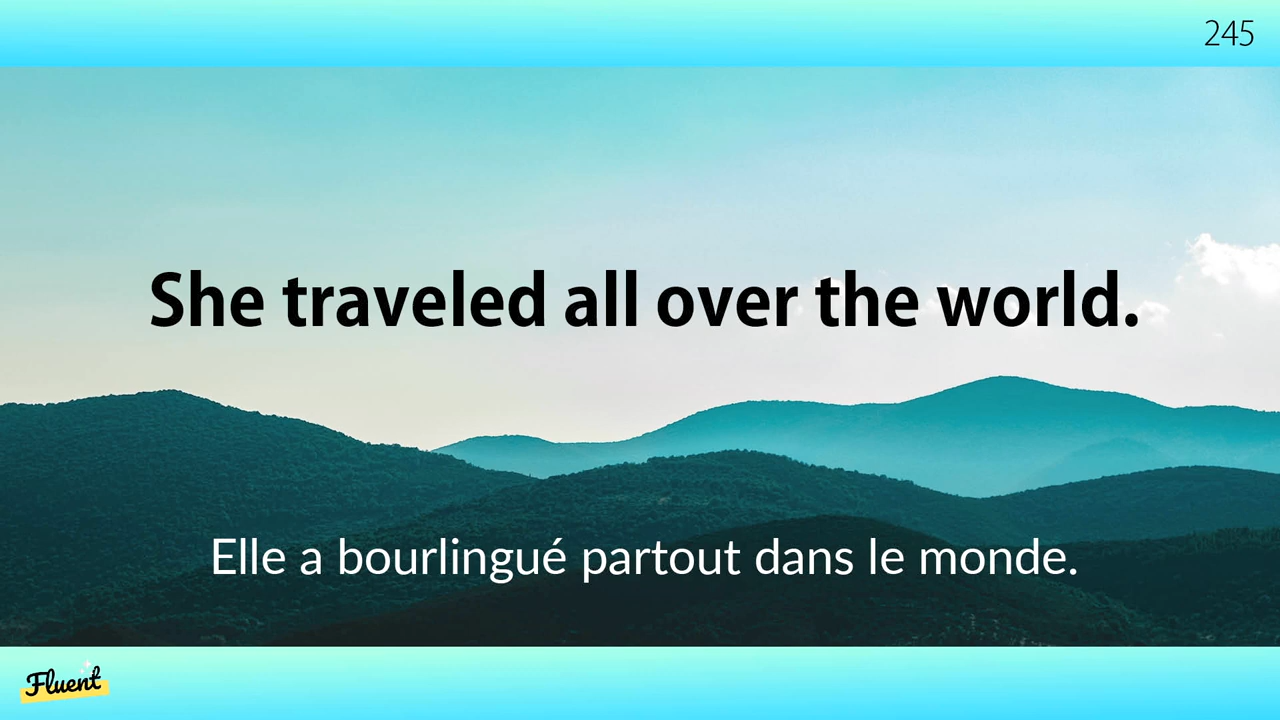 245
She traveled all over the world.
Elle a bourlingué partout dans le monde.
Fluent